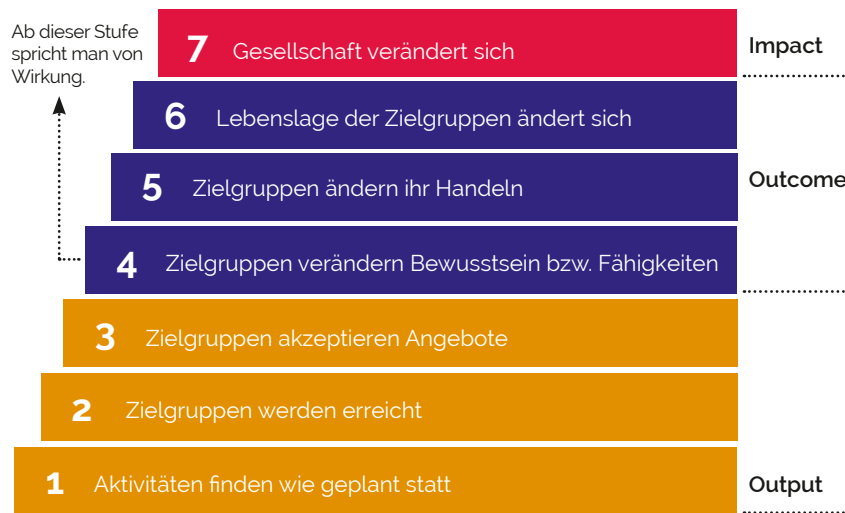 Ab dieser Stufe
spricht man von
Wirkung.
7 Gesellschaft verändert sich
Impact
6 Lebenslage der Zielgruppen ändert sich
5 Zielgruppen ändern ihr Handeln
Outcome
4 Zielgruppen verändern Bewusstsein bzw. Fähigkeiten
3 Zielgruppen akzeptieren Angebote
2 Zielgruppen werden erreicht
1 Aktivitäten finden wie geplant statt
Output